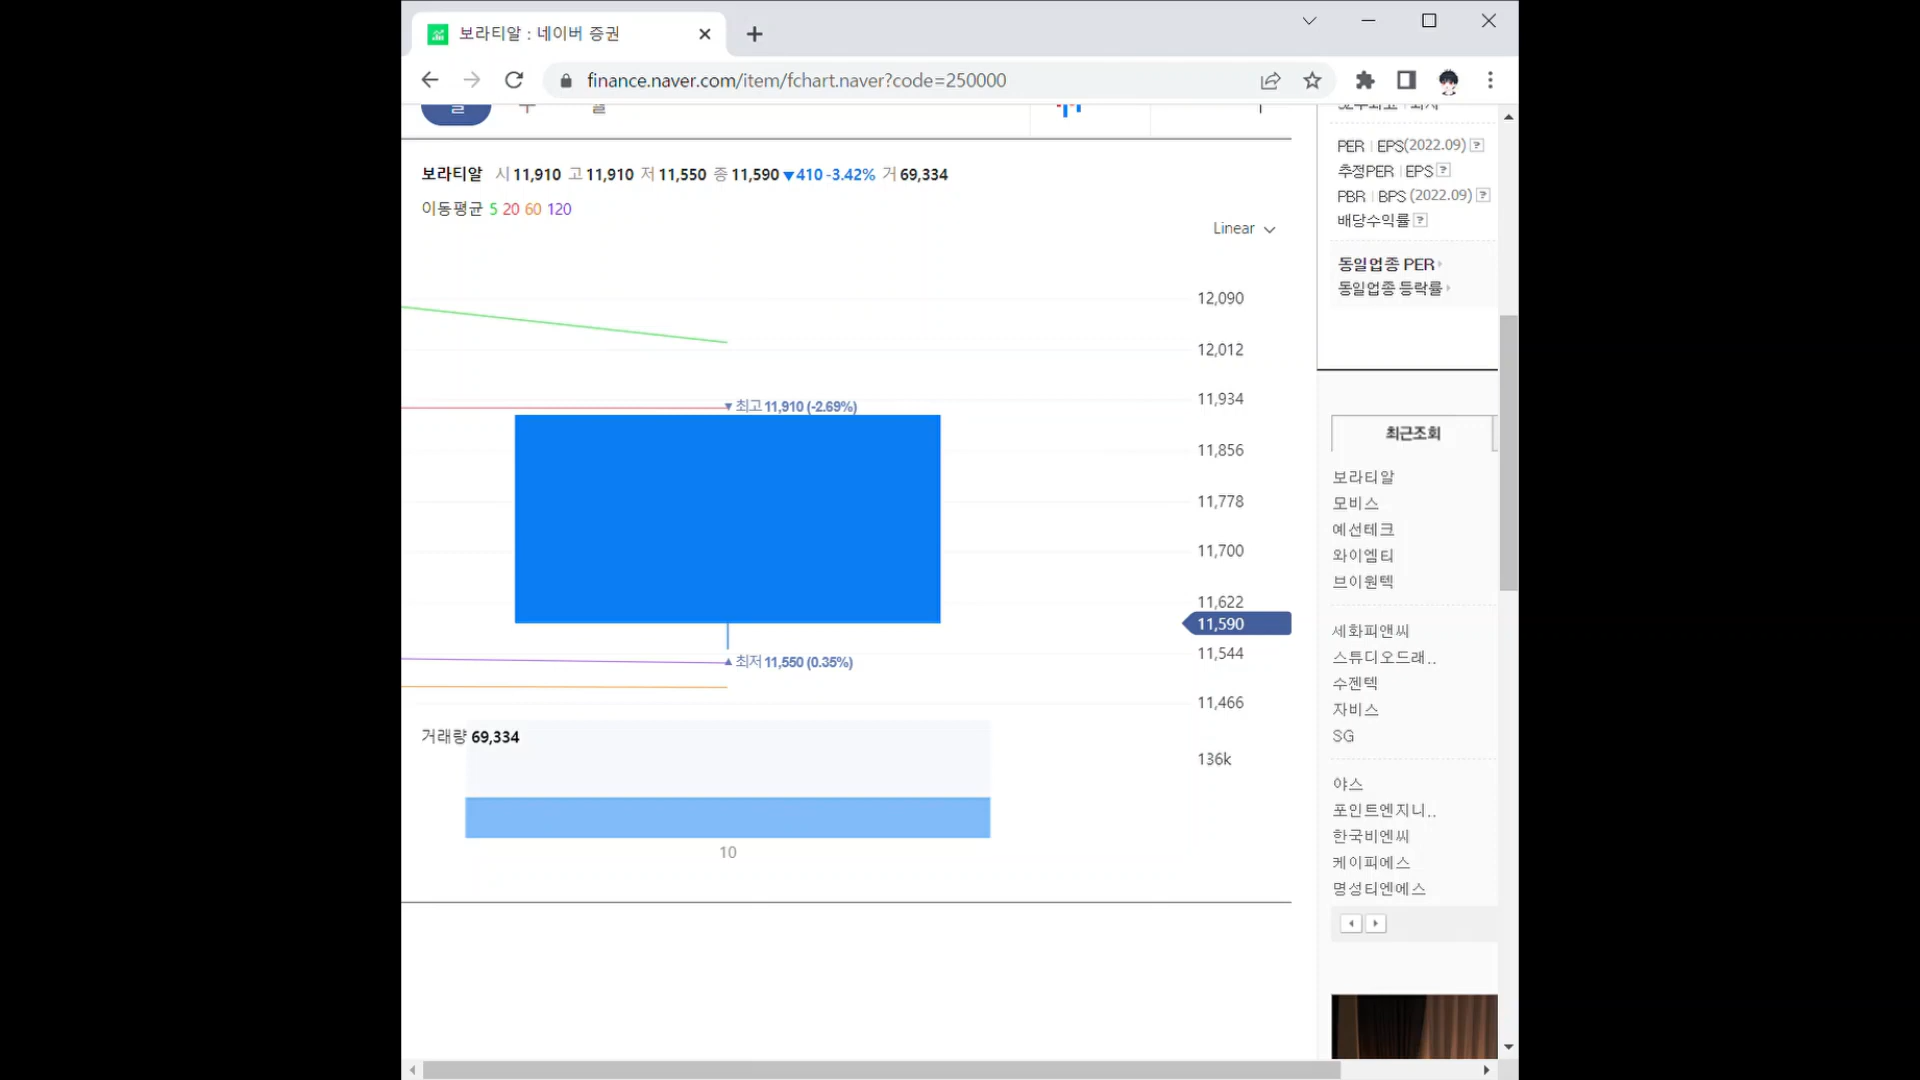 보라티알 : 네이버 증권
finance.naver.com/item/fchart.naver?code=250000
보라티알 시 11,910 고 11,910 저 11,550 종 11,590 ▼410 -3.42% 거 69,334
이동평균 5 20 60 120
Linear
12,090
12,012
11,934
▼최고 11,910 (-2.69%)
11,856
11,778
11,700
11,622
11,590
11,544
▲최저 11,550 (0.35%)
11,466
거래량 69,334
136k
10
PER | EPS(2022.09) ?
추정PER | EPS ?
PBR | BPS (2022.09) ?
배당수익률 ?
동일업종 PER
동일업종 등락률
최근조회
보라티알
모비스
예선테크
와이엠티
브이원텍
세화피앤씨
스튜디오드래..
수젠텍
자비스
SG
야스
포인트엔지니..
한국비엔씨
케이피에스
명성티엔에스